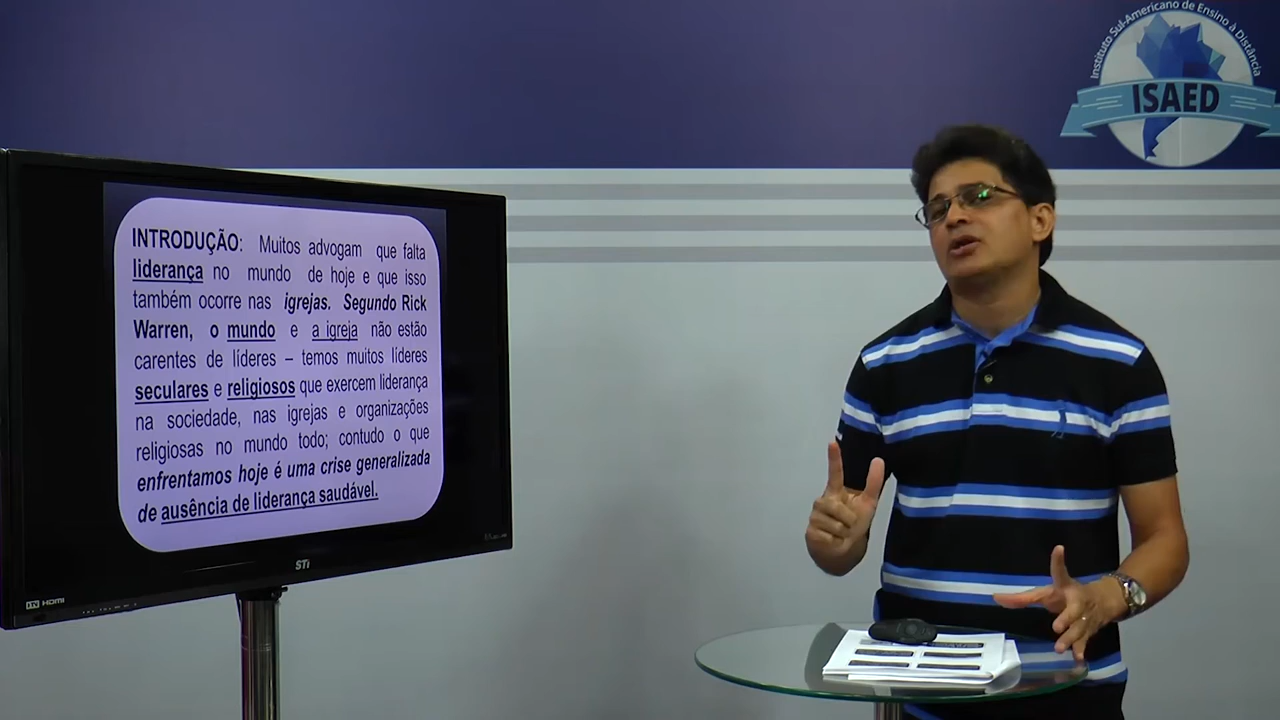 INTRODUÇÃO: Muitos advogam que falta
liderança no mundo de hoje e que isso
também ocorre nas igrejas. Segundo Rick
Warren, o mundo e a igreja não estão
carentes de líderes – temos muitos líderes
seculares e religiosos que exercem liderança
na sociedade, nas igrejas e organizações
religiosas no mundo todo; contudo o que
enfrentamos hoje é uma crise generalizada
de ausência de liderança saudável.
STi
HDMI
Instituto Sul-Americano de Ensino à Distância
ISAED